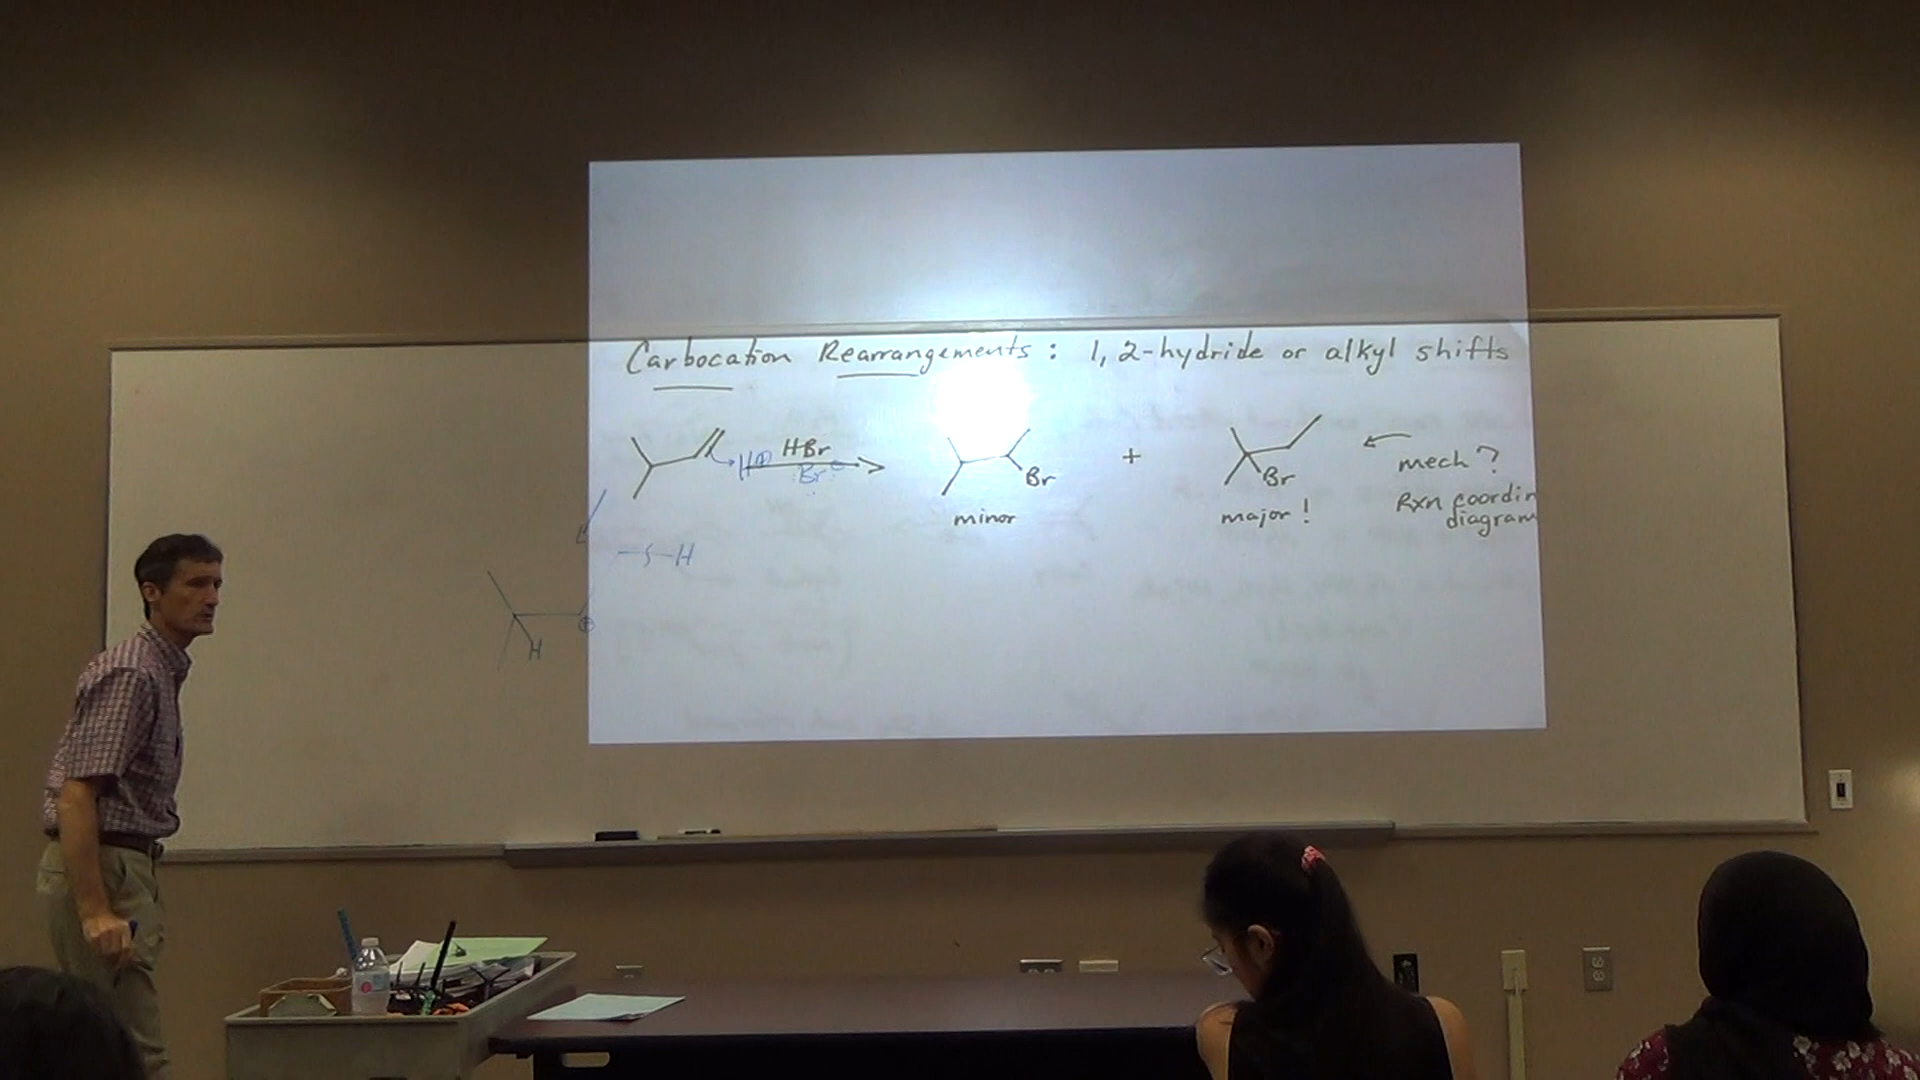 Carbocation Rearrangements : 1,2-hydride or alkyl shifts
H⊕ HBr
Br⊖
Br
+
Br
mech ?
minor
major !
Rxn coordin
diagram
H
⊕
H